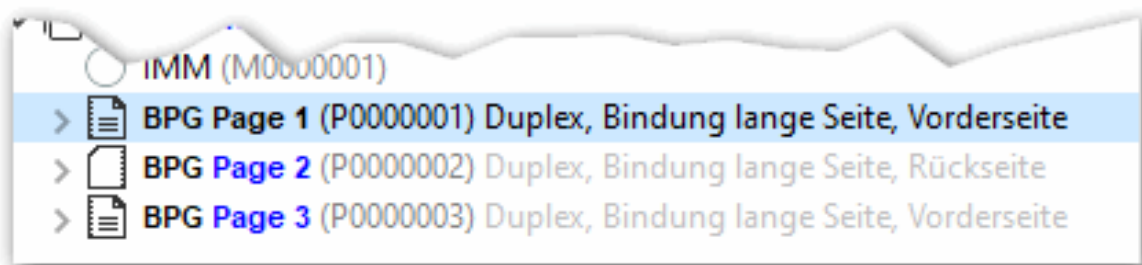 IMM (M0000001)
BPG Page 1 (P0000001) Duplex, Bindung lange Seite, Vorderseite
BPG Page 2 (P0000002) Duplex, Bindung lange Seite, Rückseite
BPG Page 3 (P0000003) Duplex, Bindung lange Seite, Vorderseite